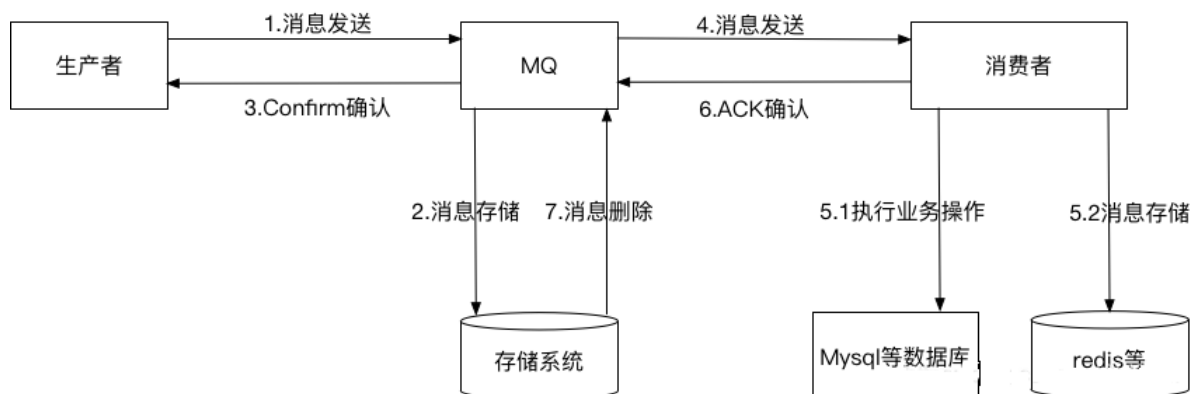 1.消息发送
4.消息发送
生产者
MQ
消费者
3.Confirm确认
6.ACK确认
2.消息存储
7.消息删除
5.1执行业务操作
5.2消息存储
存储系统
Mysql等数据库
redis等